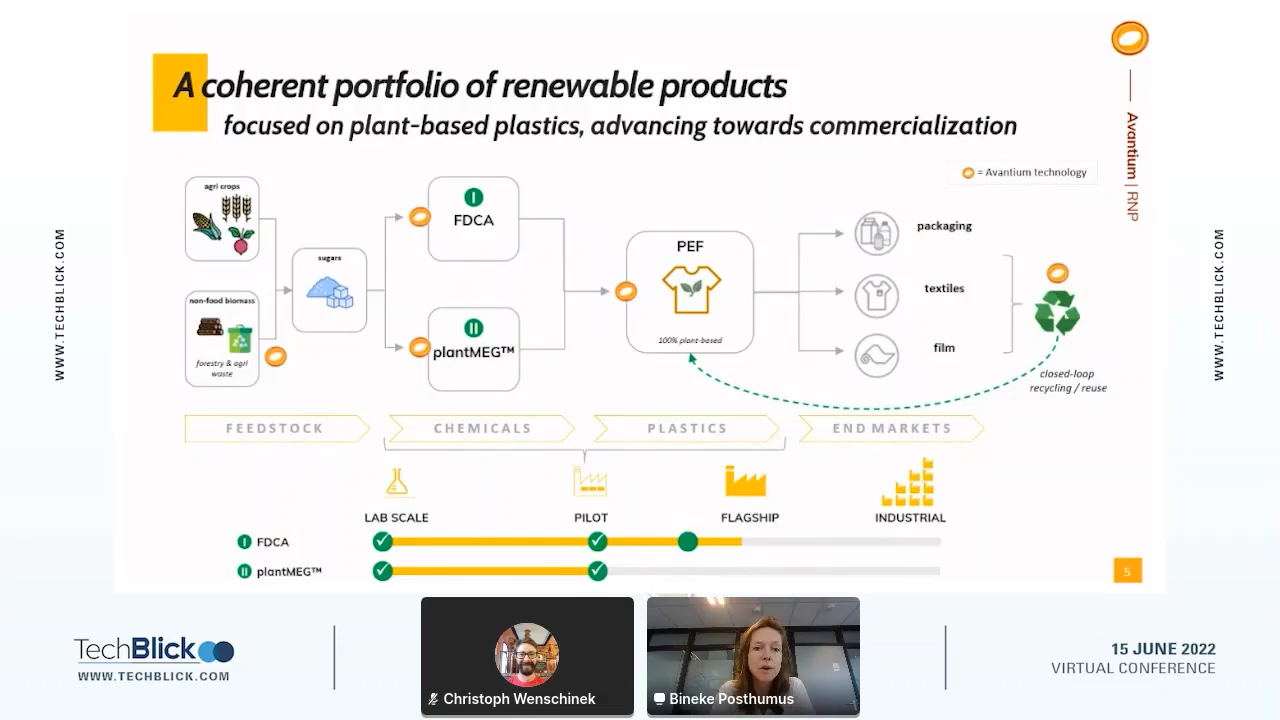 A coherent portfolio of renewable products
focused on plant-based plastics, advancing towards commercialization
= Avantium technology
Avantium | RNP
WWW.TECHBLICK.COM
WWW.TECHBLICK.COM
agri crops
non-food biomass
forestry & agri
waste
sugars
I
FDCA
II
plantMEG™
PEF
100% plant-based
packaging
textiles
film
closed-loop
recycling / reuse
FEEDSTOCK
CHEMICALS
PLASTICS
END MARKETS
LAB SCALE
PILOT
FLAGSHIP
INDUSTRIAL
I FDCA
II plantMEG™
5
TechBlick
WWW.TECHBLICK.COM
Christoph Wenschinek
Bineke Posthumus
15 JUNE 2022
VIRTUAL CONFERENCE